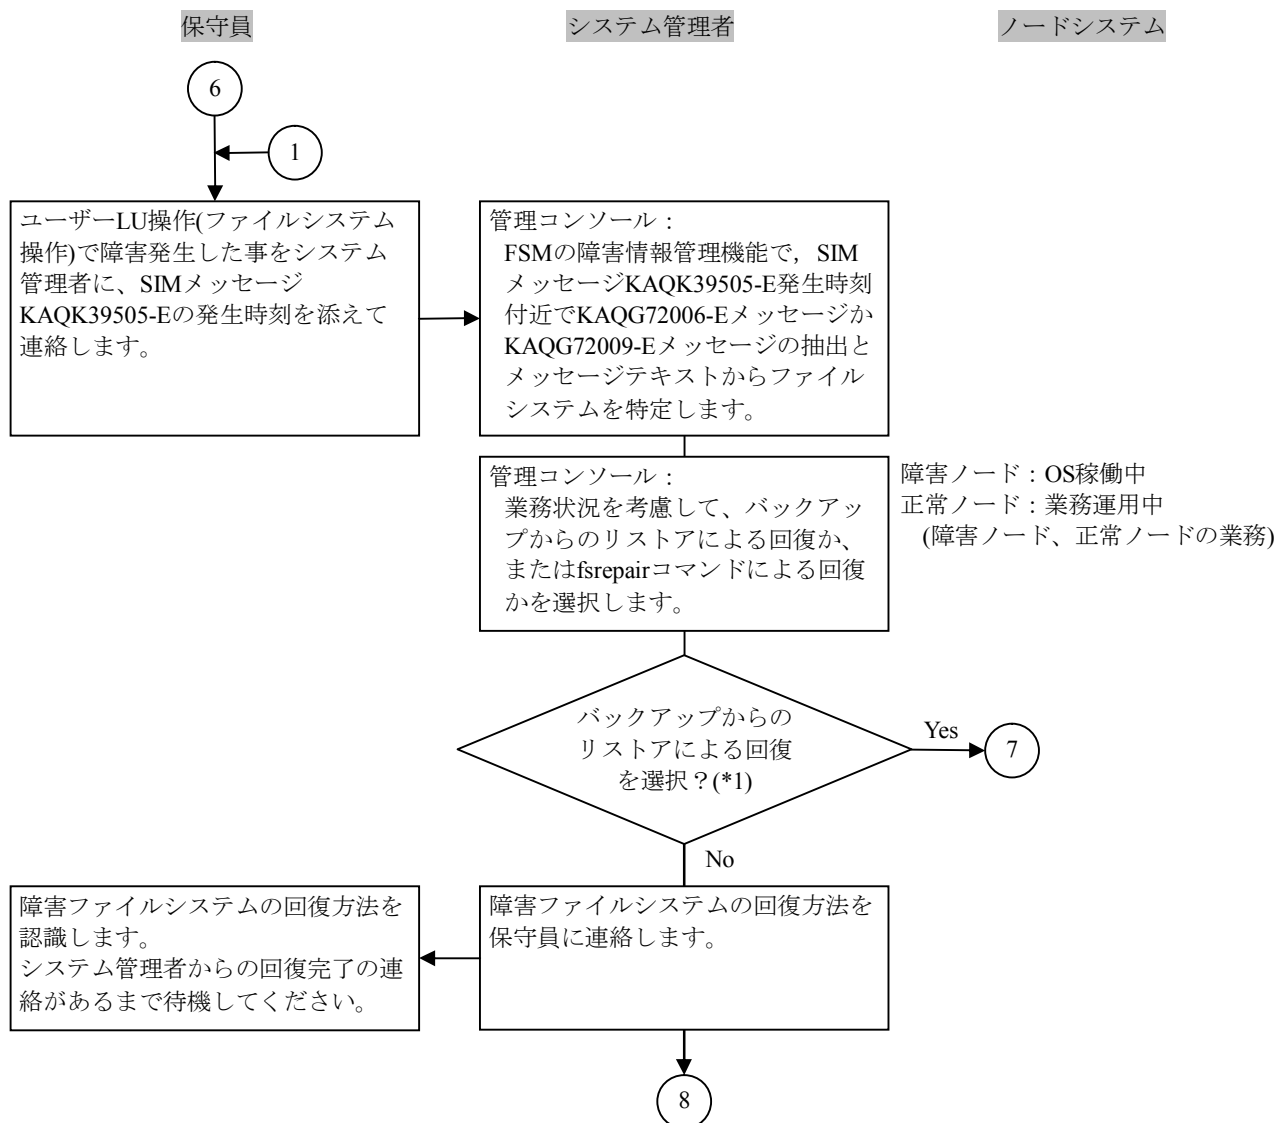 保守員
システム管理者
ノードシステム
6
1
ユーザーLU操作(ファイルシステム
操作)で障害発生した事をシステム
管理者に、SIMメッセージ
KAQK39505-Eの発生時刻を添えて
連絡します。
管理コンソール：
FSMの障害情報管理機能で，SIM
メッセージKAQK39505-E発生時刻
付近でKAQG72006-Eメッセージか
KAQG72009-Eメッセージの抽出と
メッセージテキストからファイル
システムを特定します。
管理コンソール：
業務状況を考慮して、バックアッ
プからのリストアによる回復か、
またはfsrepairコマンドによる回復
かを選択します。
障害ノード：OS稼働中
正常ノード：業務運用中
(障害ノード、正常ノードの業務)
バックアップからの
リストアによる回復
を選択？(*1)
Yes
7
No
障害ファイルシステムの回復方法を
認識します。
システム管理者からの回復完了の連
絡があるまで待機してください。
障害ファイルシステムの回復方法を
保守員に連絡します。
8